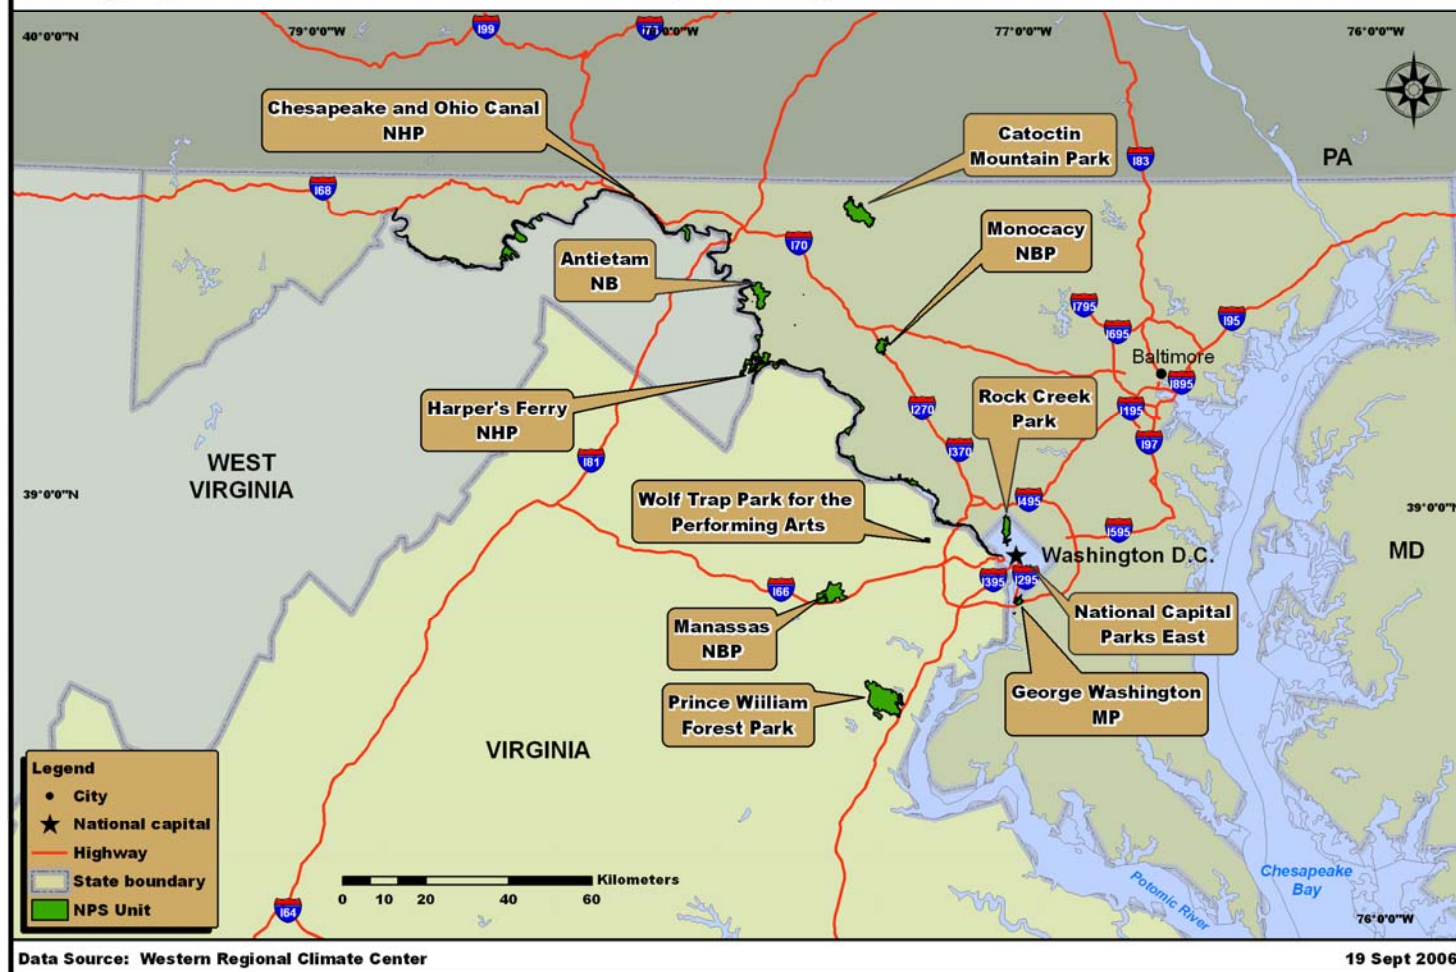 40°0'0"N
79°0'0"W
I99
77°0'0"W
76°0'0"W
Chesapeake and Ohio Canal
NHP
Catoctin
Mountain Park
I83
PA
I68
Monocacy
NBP
I70
Antietam
NB
I795
I695
I95
Baltimore
I895
Rock Creek
Park
Harper's Ferry
NHP
I270
I195
I97
I370
I81
WEST
VIRGINIA
39°0'0"N
Wolf Trap Park for the
Performing Arts
I495
39°0'0"
I595
Washington D.C.
MD
I395
I295
I66
National Capital
Parks East
Manassas
NBP
George Washington
MP
Prince Wiiliam
Forest Park
VIRGINIA
Legend
City
National capital
Highway
State boundary
NPS Unit
Kilometers
0 10 20 40 60
I64
Potomic River
Chesapeake
Bay
76°0'0"W
Data Source: Western Regional Climate Center
19 Sept 2006